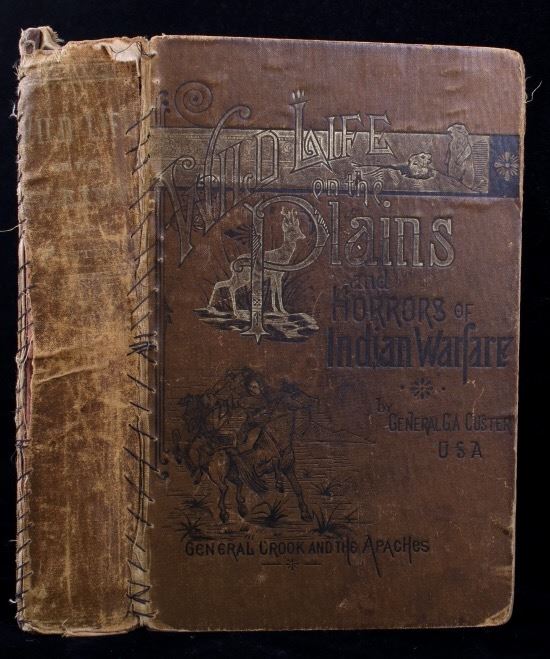 Wild Life
on the
Plains
and
Horrors of
Indian Warfare
by
General G.A Custer
U S A
General Crook and the Apaches